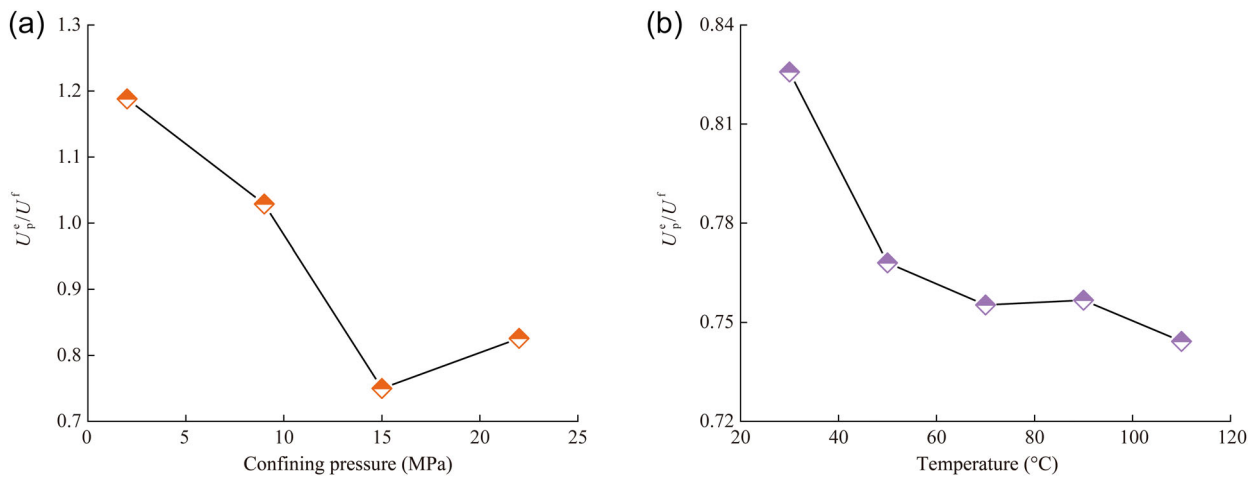 (a)
1.3
1.2
1.1
1.0
0.9
0.8
0.7
0 5 10 15 20 25
Confining pressure (MPa)
U_p^e/U^f
(b)
0.84
0.81
0.78
0.75
0.72
20 40 60 80 100 120
Temperature (°C)
U_p^e/U^f